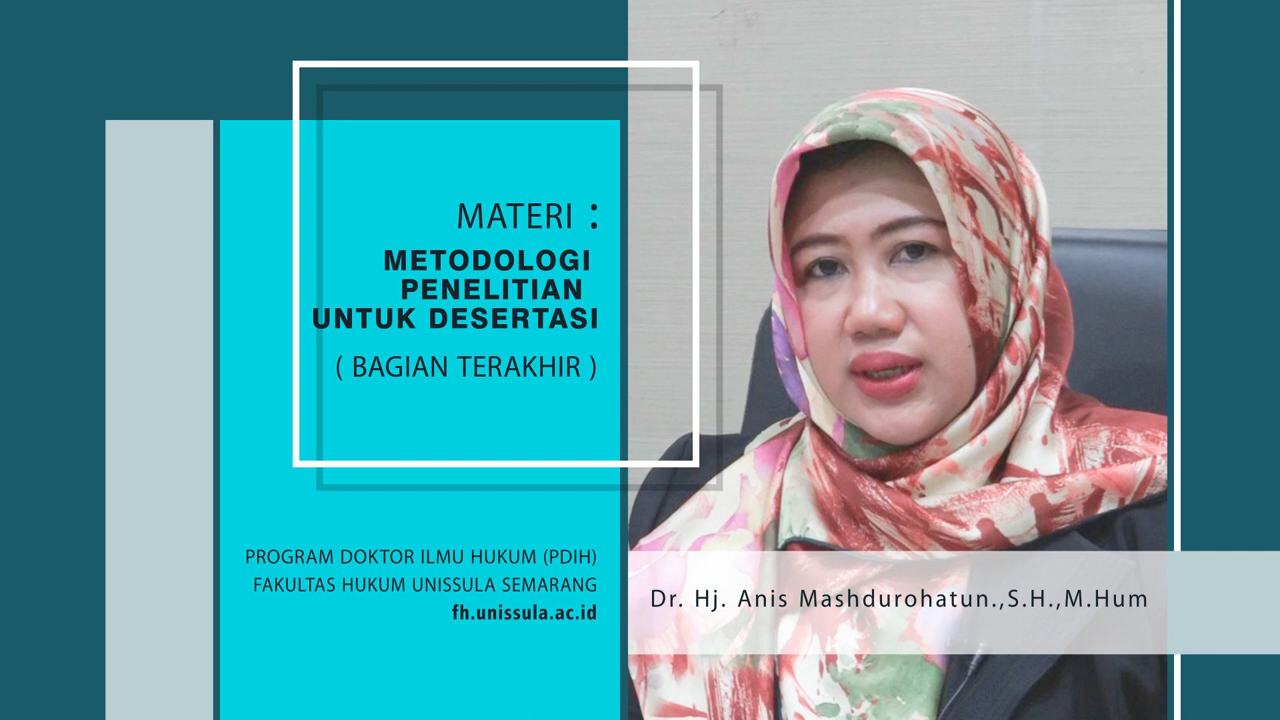 MATERI :
METODOLOGI
PENELITIAN
UNTUK DESERTASI
( BAGIAN TERAKHIR )
PROGRAM DOKTOR ILMU HUKUM (PDIH)
FAKULTAS HUKUM UNISSULA SEMARANG
fh.unissula.ac.id
Dr. Hj. Anis Mashdurohatun.,S.H.,M.Hum